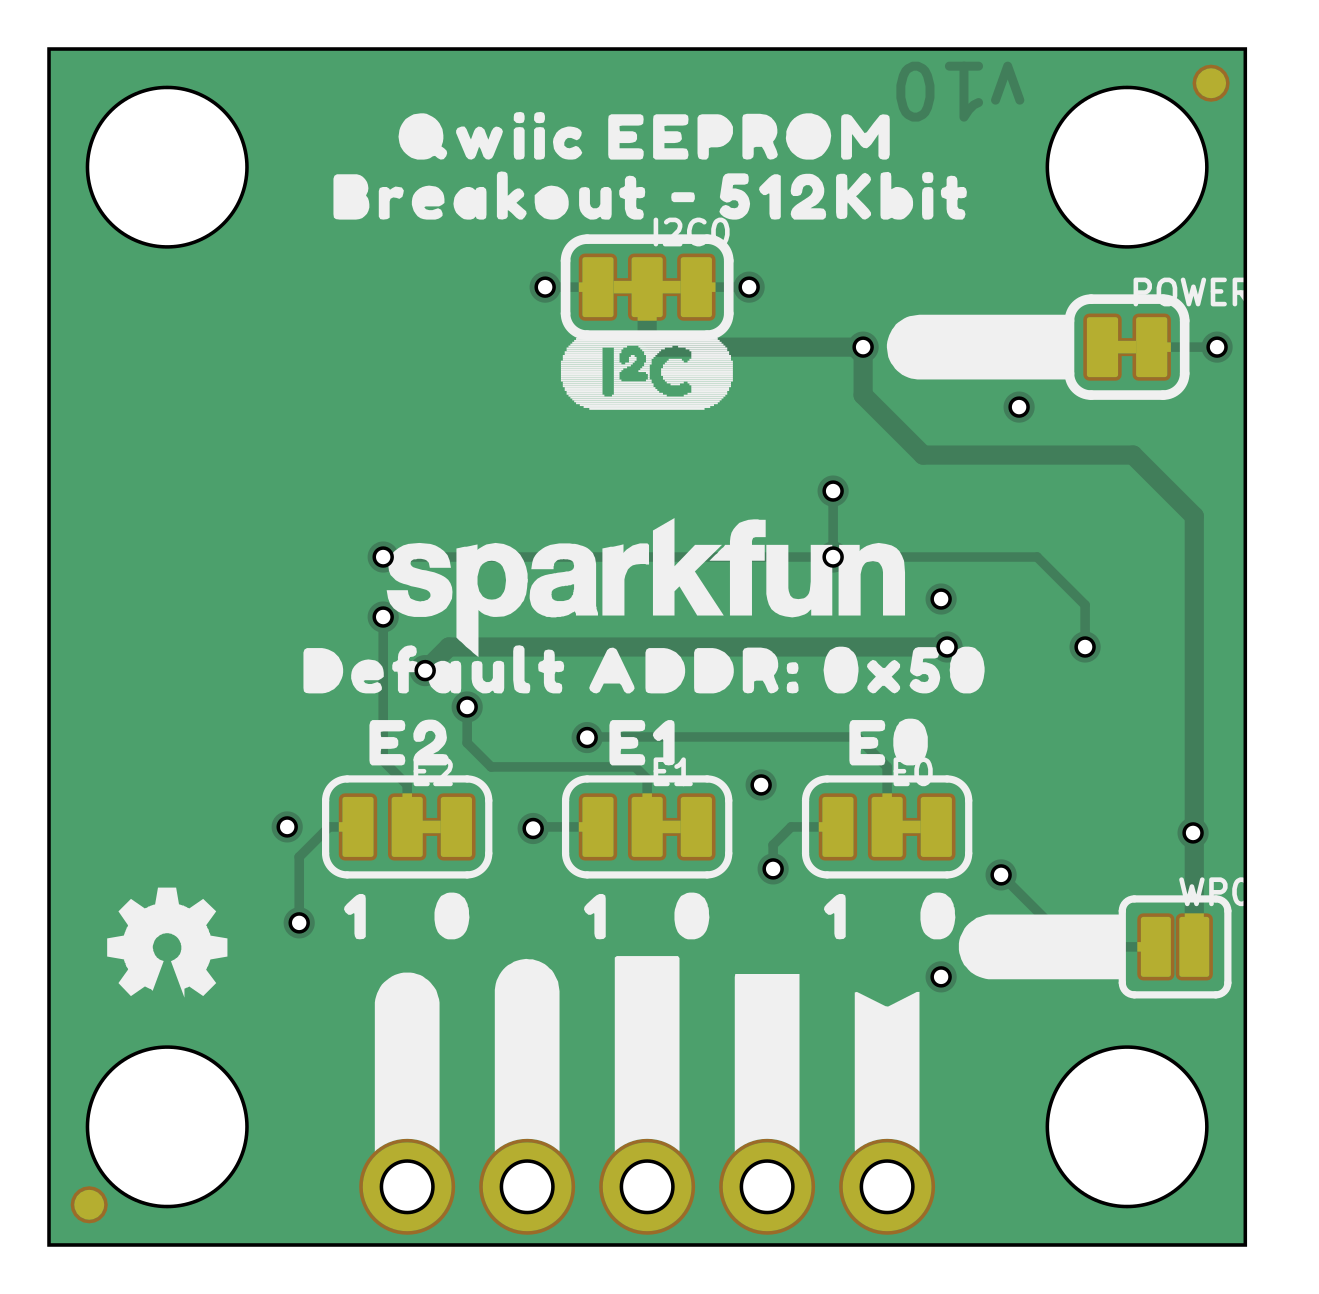 v10
Qwiic EEPROM
Breakout - 512Kbit
I2C0
POWER
I²C
sparkfun
Default ADDR: 0x50
E2 E1 E0
E2 E1 E0
1 0 1 0 1 0
WPC